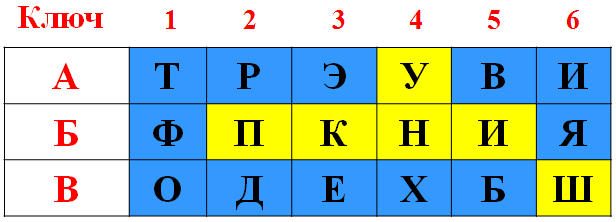 Ключ 1 2 3 4 5 6
А Т Р Э У В И
Б Ф П К Н И Я
В О Д Е Х Б Ш